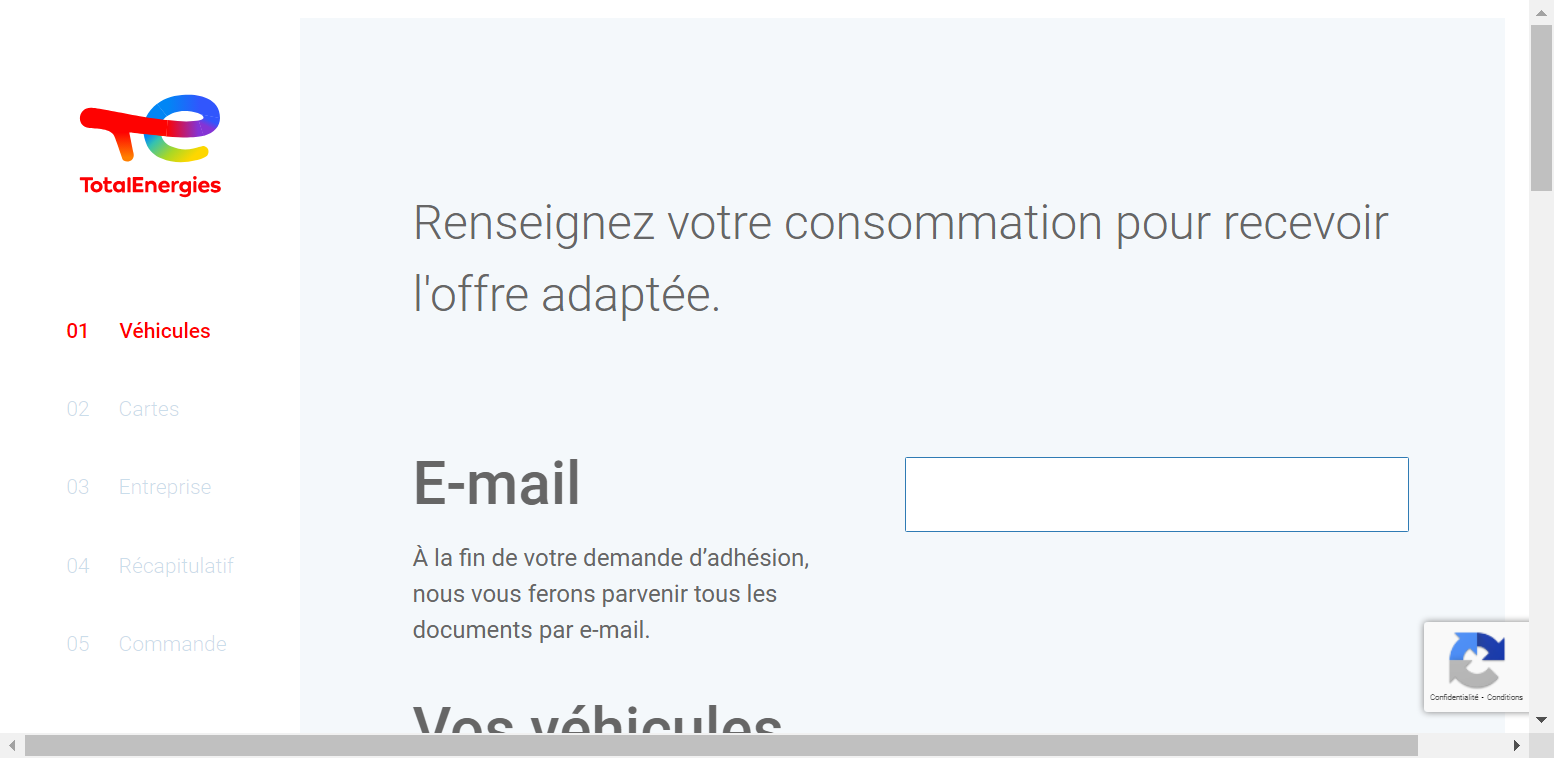 TotalEnergies
01 Véhicules
02 Cartes
03 Entreprise
04 Récapitulatif
05 Commande
Renseignez votre consommation pour recevoir
l'offre adaptée.
E-mail
À la fin de votre demande d’adhésion,
nous vous ferons parvenir tous les
documents par e-mail.
Vos véhicules
Confidentialité - Conditions